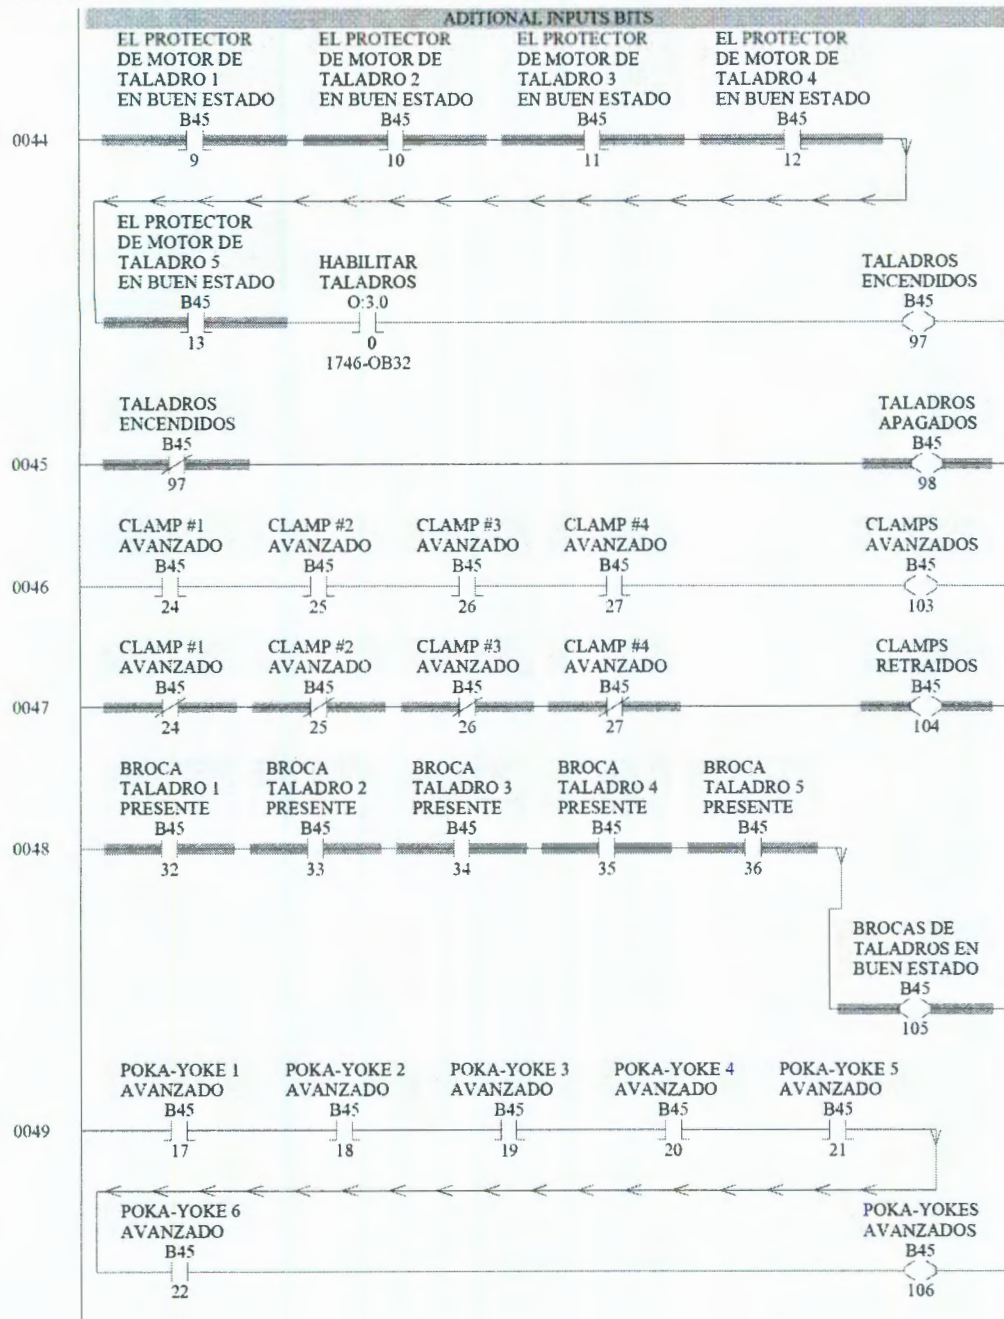 ADITIONAL INPUTS BITS
EL PROTECTOR DE MOTOR DE TALADRO 1 EN BUEN ESTADO
EL PROTECTOR DE MOTOR DE TALADRO 2 EN BUEN ESTADO
EL PROTECTOR DE MOTOR DE TALADRO 3 EN BUEN ESTADO
EL PROTECTOR DE MOTOR DE TALADRO 4 EN BUEN ESTADO
B45 B45 B45 B45
0044
9 10 11 12
EL PROTECTOR DE MOTOR DE TALADRO 5 EN BUEN ESTADO
HABILITAR TALADROS
TALADROS ENCENDIDOS
B45 O:3.0 B45
13 0 97
1746-OB32
TALADROS ENCENDIDOS
TALADROS APAGADOS
B45 B45
0045
97 98
CLAMP #1 AVANZADO
CLAMP #2 AVANZADO
CLAMP #3 AVANZADO
CLAMP #4 AVANZADO
CLAMPS AVANZADOS
B45 B45 B45 B45 B45
0046
24 25 26 27 103
CLAMP #1 AVANZADO
CLAMP #2 AVANZADO
CLAMP #3 AVANZADO
CLAMP #4 AVANZADO
CLAMPS RETRAIDOS
B45 B45 B45 B45 B45
0047
24 25 26 27 104
BROCA TALADRO 1 PRESENTE
BROCA TALADRO 2 PRESENTE
BROCA TALADRO 3 PRESENTE
BROCA TALADRO 4 PRESENTE
BROCA TALADRO 5 PRESENTE
B45 B45 B45 B45 B45
0048
32 33 34 35 36
BROCAS DE TALADROS EN BUEN ESTADO
B45
105
POKA-YOKE 1 AVANZADO
POKA-YOKE 2 AVANZADO
POKA-YOKE 3 AVANZADO
POKA-YOKE 4 AVANZADO
POKA-YOKE 5 AVANZADO
B45 B45 B45 B45 B45
0049
17 18 19 20 21
POKA-YOKE 6 AVANZADO
POKA-YOKES AVANZADOS
B45 B45
22 106